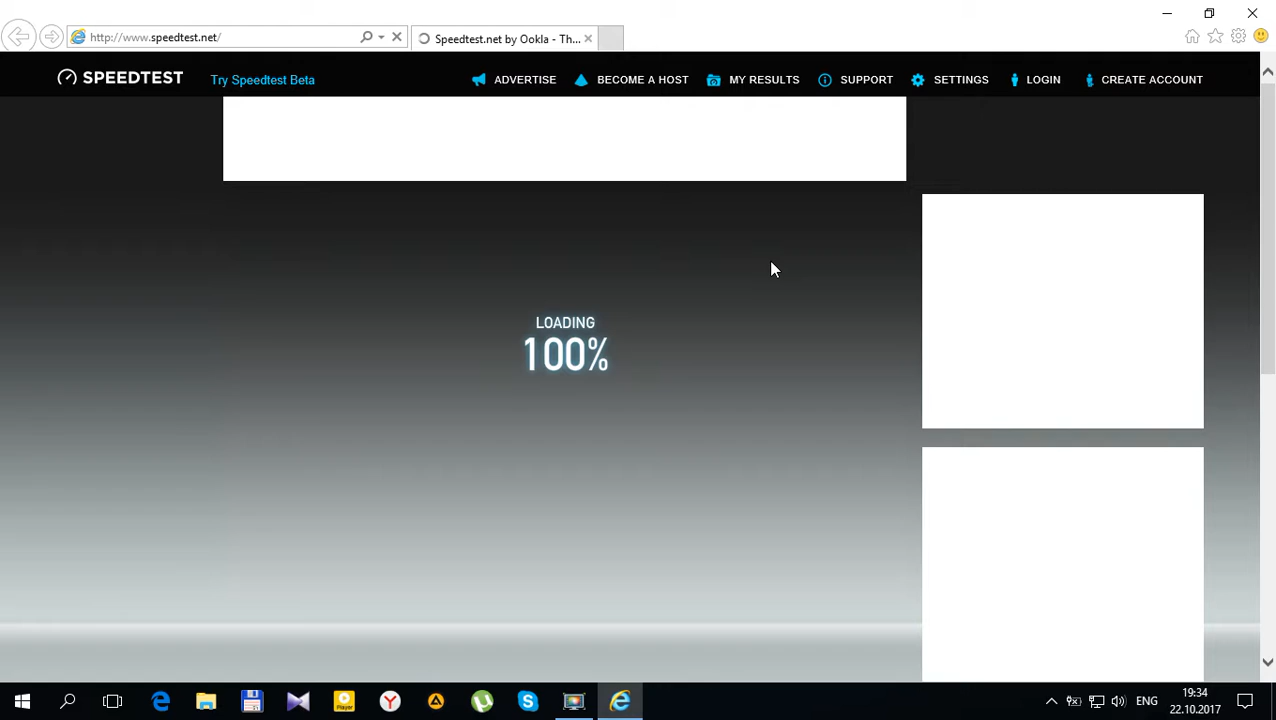 http://www.speedtest.net/
Speedtest.net by Ookla - Th...
SPEEDTEST
Try Speedtest Beta
ADVERTISE
BECOME A HOST
MY RESULTS
SUPPORT
SETTINGS
LOGIN
CREATE ACCOUNT
LOADING
100%
Player
ENG
19:34
22.10.2017